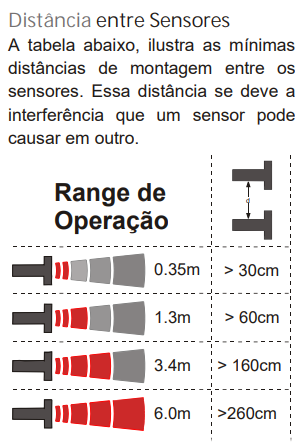 Distância entre Sensores
A tabela abaixo, ilustra as mínimas
distâncias de montagem entre os
sensores. Essa distância se deve a
interferência que um sensor pode
causar em outro.
Range de
Operação
d
0.35m > 30cm
1.3m > 60cm
3.4m > 160cm
6.0m >260cm